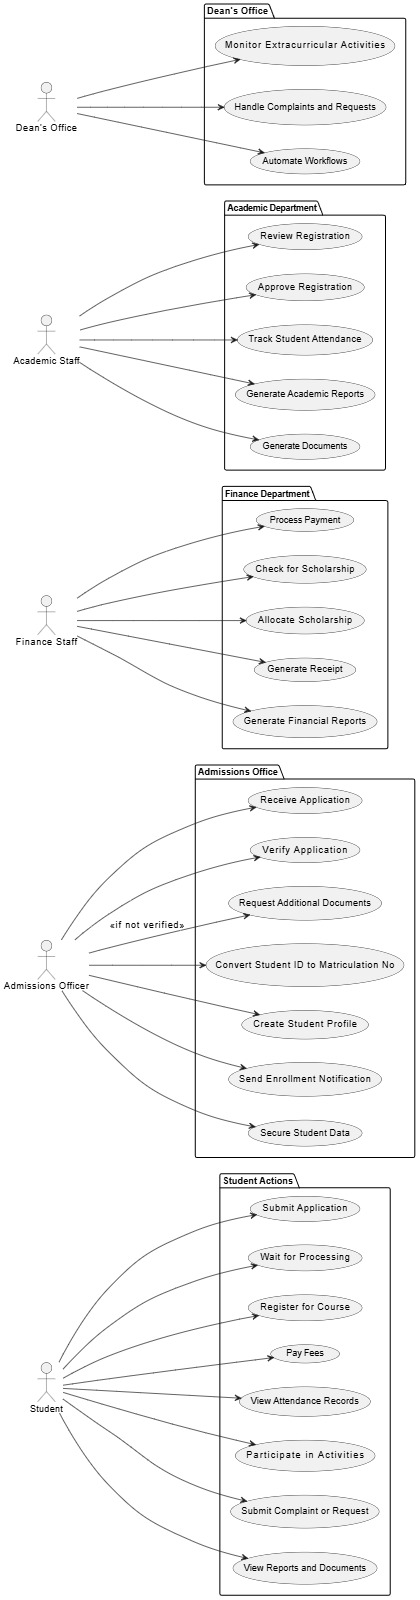 Dean's Office
Monitor Extracurricular Activities
Handle Complaints and Requests
Dean's Office
Automate Workflows
Academic Department
Review Registration
Approve Registration
Track Student Attendance
Academic Staff
Generate Academic Reports
Generate Documents
Finance Department
Process Payment
Check for Scholarship
Allocate Scholarship
Finance Staff
Generate Receipt
Generate Financial Reports
Admissions Office
Receive Application
Verify Application
Request Additional Documents
«if not verified»
Convert Student ID to Matriculation No
Admissions Officer
Create Student Profile
Send Enrollment Notification
Secure Student Data
Student Actions
Submit Application
Wait for Processing
Register for Course
Pay Fees
View Attendance Records
Student
Participate in Activities
Submit Complaint or Request
View Reports and Documents